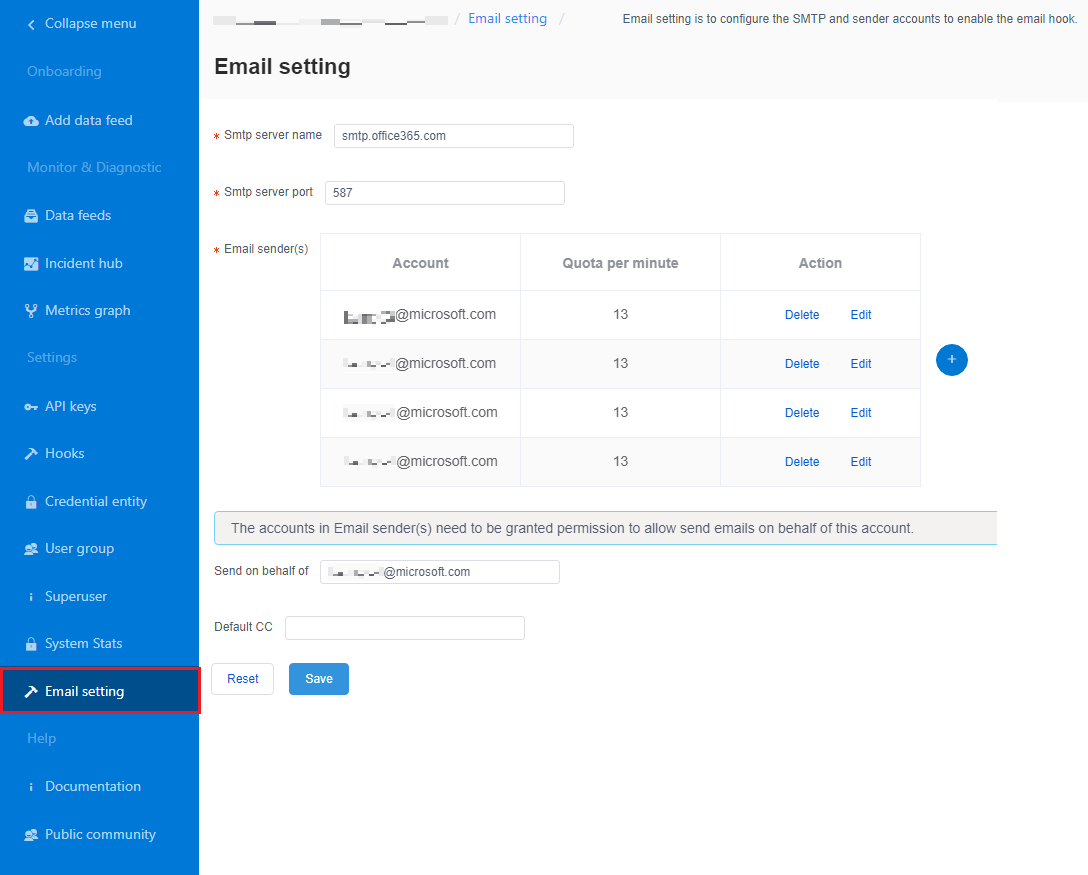 Collapse menu
Onboarding
Add data feed
Monitor & Diagnostic
Data feeds
Incident hub
Metrics graph
Settings
API keys
Hooks
Credential entity
User group
Superuser
System Stats
Email setting
Help
Documentation
Public community
/ Email setting /
Email setting is to configure the SMTP and sender accounts to enable the email hook.
Email setting
* Smtp server name smtp.office365.com
* Smtp server port 587
* Email sender(s)
Account Quota per minute Action
@microsoft.com 13 Delete Edit
@microsoft.com 13 Delete Edit
+
@microsoft.com 13 Delete Edit
@microsoft.com 13 Delete Edit
The accounts in Email sender(s) need to be granted permission to allow send emails on behalf of this account.
Send on behalf of @microsoft.com
Default CC
Reset Save